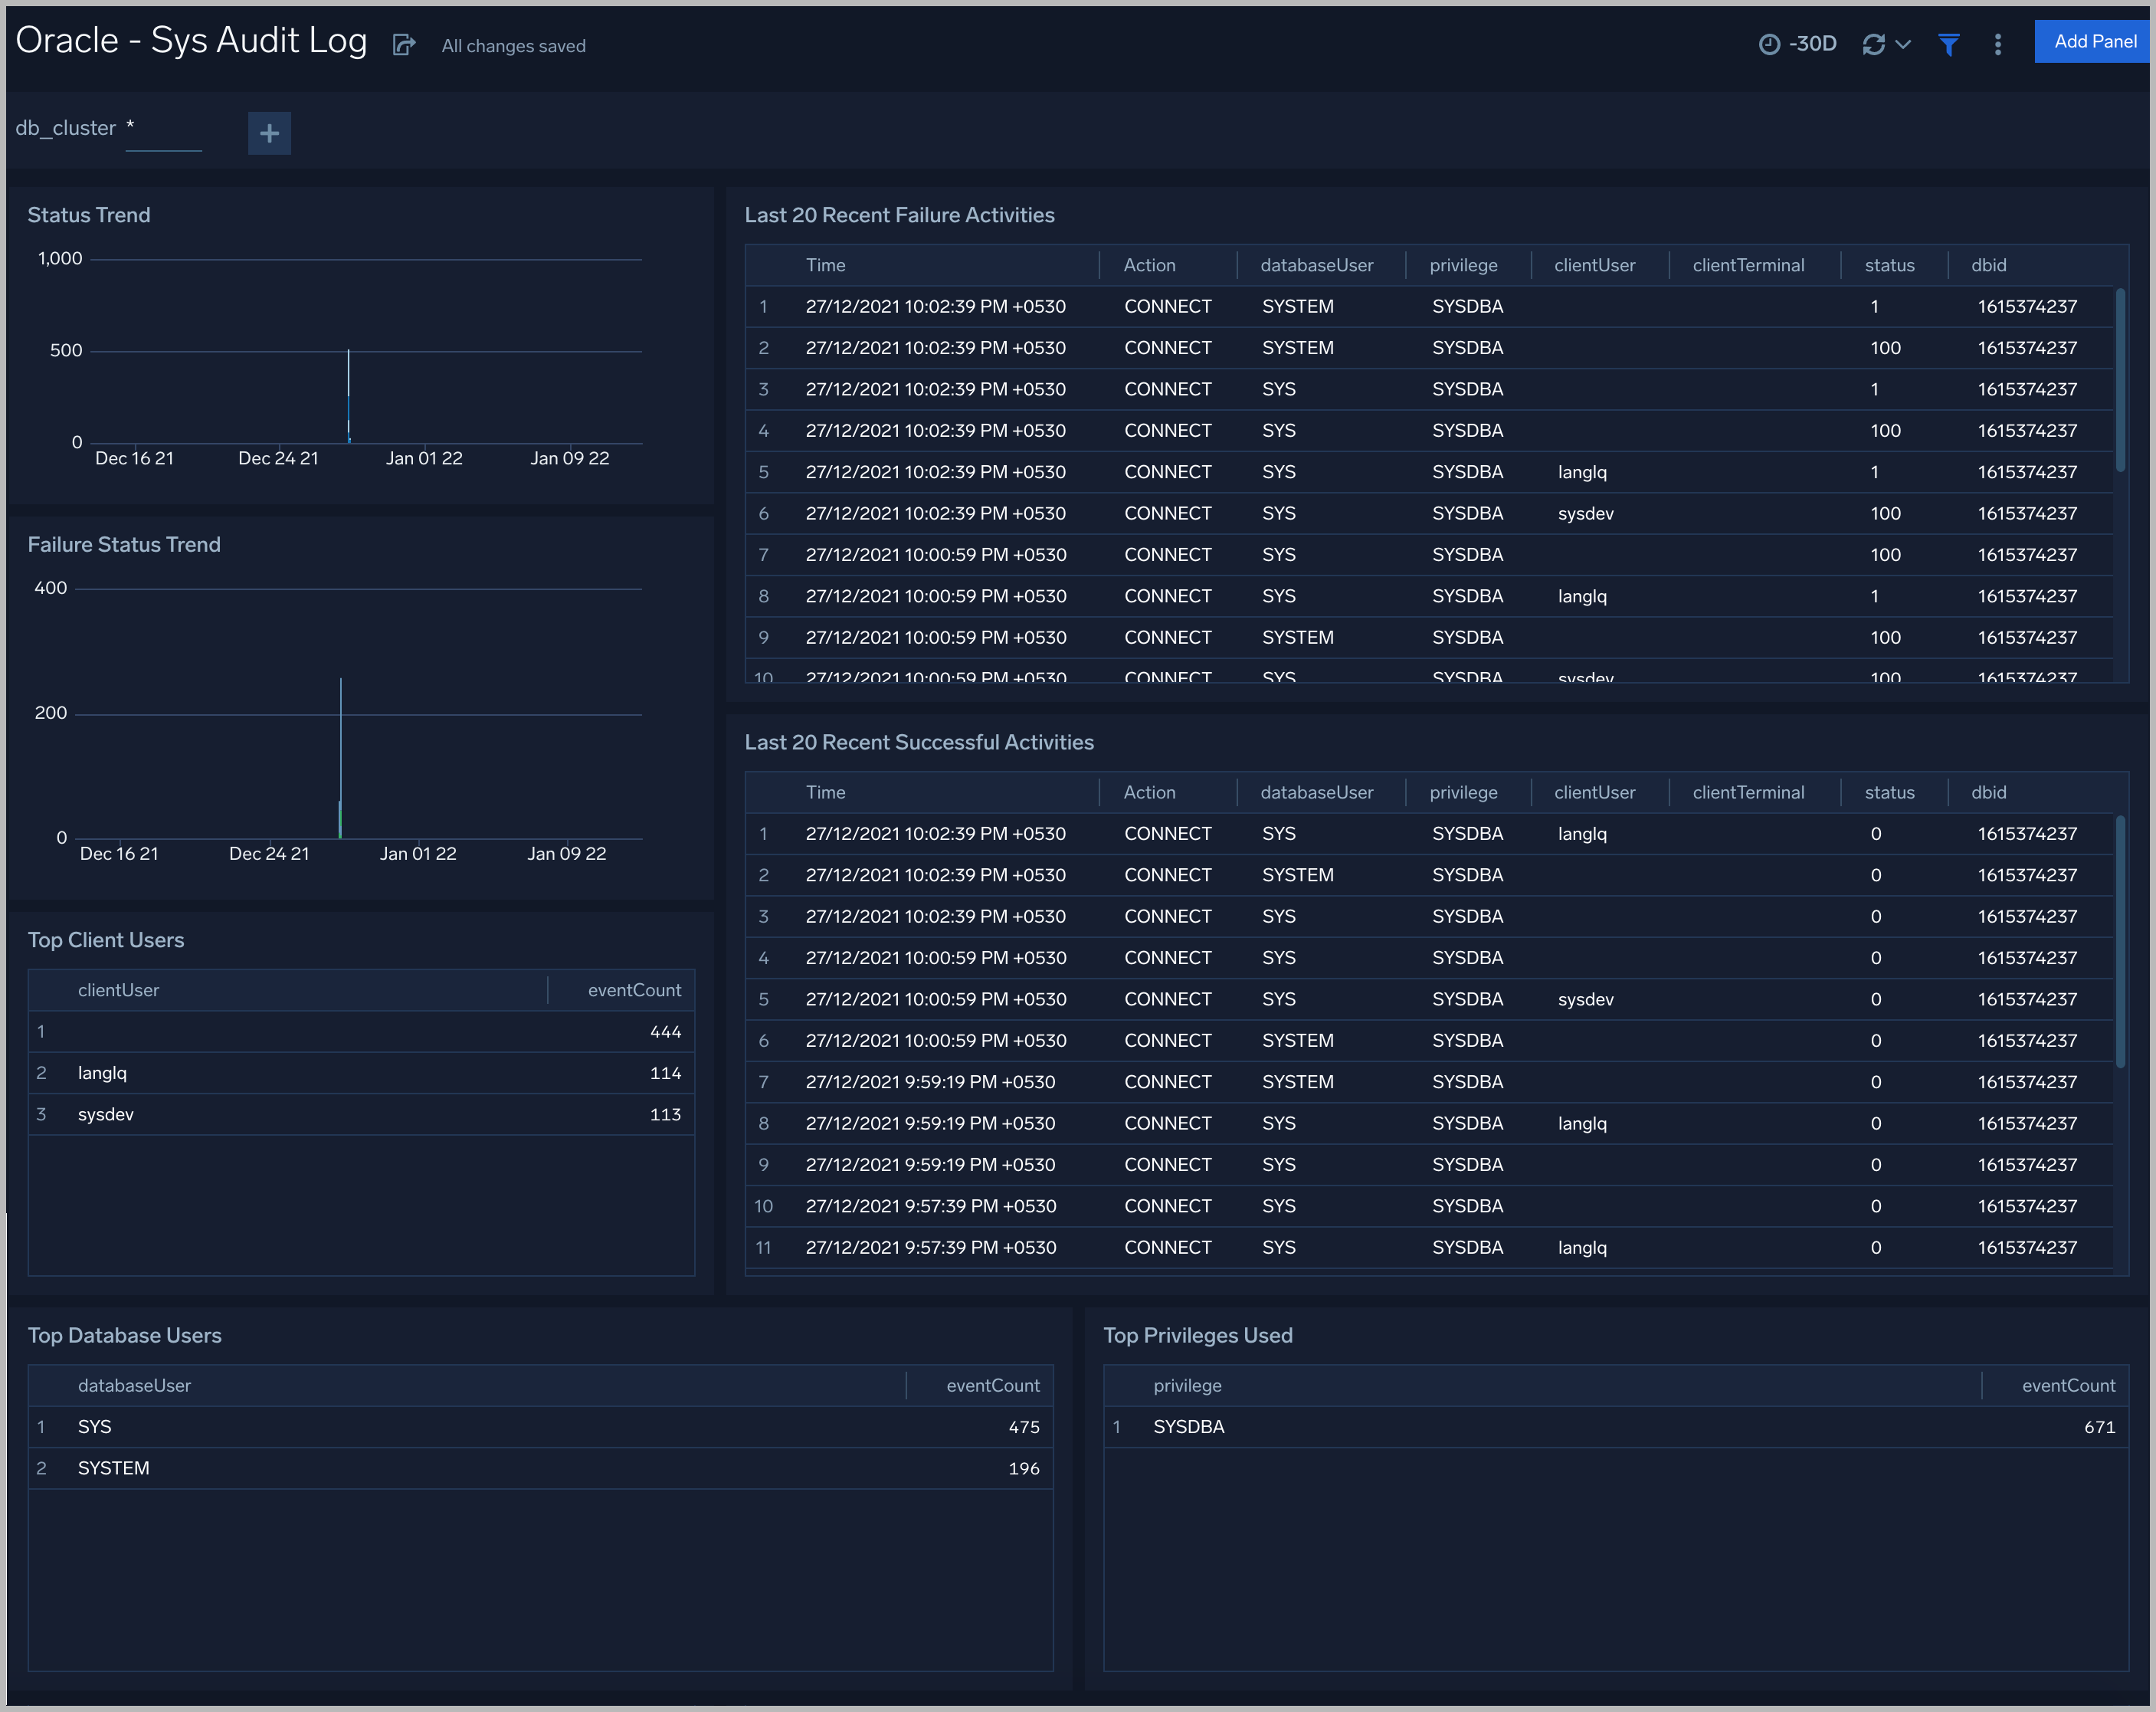 Oracle - Sys Audit Log All changes saved -30D Add Panel
db_cluster * +
Status Trend
1,000
500
0
Dec 16 21 Dec 24 21 Jan 01 22 Jan 09 22
Failure Status Trend
400
200
0
Dec 16 21 Dec 24 21 Jan 01 22 Jan 09 22
Top Client Users
clientUser eventCount
1 444
2 langlq 114
3 sysdev 113
Last 20 Recent Failure Activities
Time Action databaseUser privilege clientUser clientTerminal status dbid
1 27/12/2021 10:02:39 PM +0530 CONNECT SYSTEM SYSDBA 1 1615374237
2 27/12/2021 10:02:39 PM +0530 CONNECT SYSTEM SYSDBA 100 1615374237
3 27/12/2021 10:02:39 PM +0530 CONNECT SYS SYSDBA 1 1615374237
4 27/12/2021 10:02:39 PM +0530 CONNECT SYS SYSDBA 100 1615374237
5 27/12/2021 10:02:39 PM +0530 CONNECT SYS SYSDBA langlq 1 1615374237
6 27/12/2021 10:02:39 PM +0530 CONNECT SYS SYSDBA sysdev 100 1615374237
7 27/12/2021 10:00:59 PM +0530 CONNECT SYS SYSDBA 100 1615374237
8 27/12/2021 10:00:59 PM +0530 CONNECT SYS SYSDBA langlq 1 1615374237
9 27/12/2021 10:00:59 PM +0530 CONNECT SYSTEM SYSDBA 100 1615374237
10 27/12/2021 10:00:59 PM +0530 CONNECT SYS SYSDBA sysdev 100 1615374237
Last 20 Recent Successful Activities
Time Action databaseUser privilege clientUser clientTerminal status dbid
1 27/12/2021 10:02:39 PM +0530 CONNECT SYS SYSDBA langlq 0 1615374237
2 27/12/2021 10:02:39 PM +0530 CONNECT SYSTEM SYSDBA 0 1615374237
3 27/12/2021 10:02:39 PM +0530 CONNECT SYS SYSDBA 0 1615374237
4 27/12/2021 10:00:59 PM +0530 CONNECT SYS SYSDBA 0 1615374237
5 27/12/2021 10:00:59 PM +0530 CONNECT SYS SYSDBA sysdev 0 1615374237
6 27/12/2021 10:00:59 PM +0530 CONNECT SYSTEM SYSDBA 0 1615374237
7 27/12/2021 9:59:19 PM +0530 CONNECT SYSTEM SYSDBA 0 1615374237
8 27/12/2021 9:59:19 PM +0530 CONNECT SYS SYSDBA langlq 0 1615374237
9 27/12/2021 9:59:19 PM +0530 CONNECT SYS SYSDBA 0 1615374237
10 27/12/2021 9:57:39 PM +0530 CONNECT SYS SYSDBA 0 1615374237
11 27/12/2021 9:57:39 PM +0530 CONNECT SYS SYSDBA langlq 0 1615374237
Top Database Users
databaseUser eventCount
1 SYS 475
2 SYSTEM 196
Top Privileges Used
privilege eventCount
1 SYSDBA 671